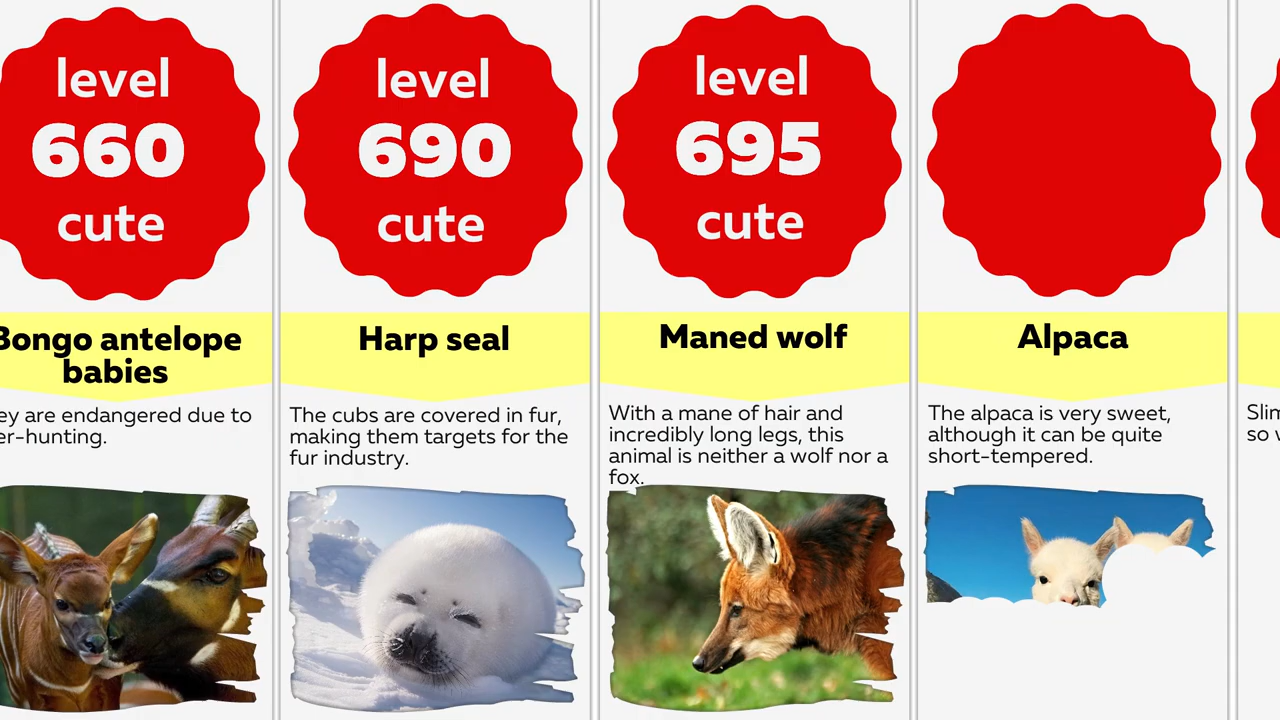 level
660
cute
Bongo antelope
babies
ey are endangered due to
er-hunting.
level
690
cute
Harp seal
The cubs are covered in fur,
making them targets for the
fur industry.
level
695
cute
Maned wolf
With a mane of hair and
incredibly long legs, this
animal is neither a wolf nor a
fox.
Alpaca
The alpaca is very sweet,
although it can be quite
short-tempered.
Slim
so w